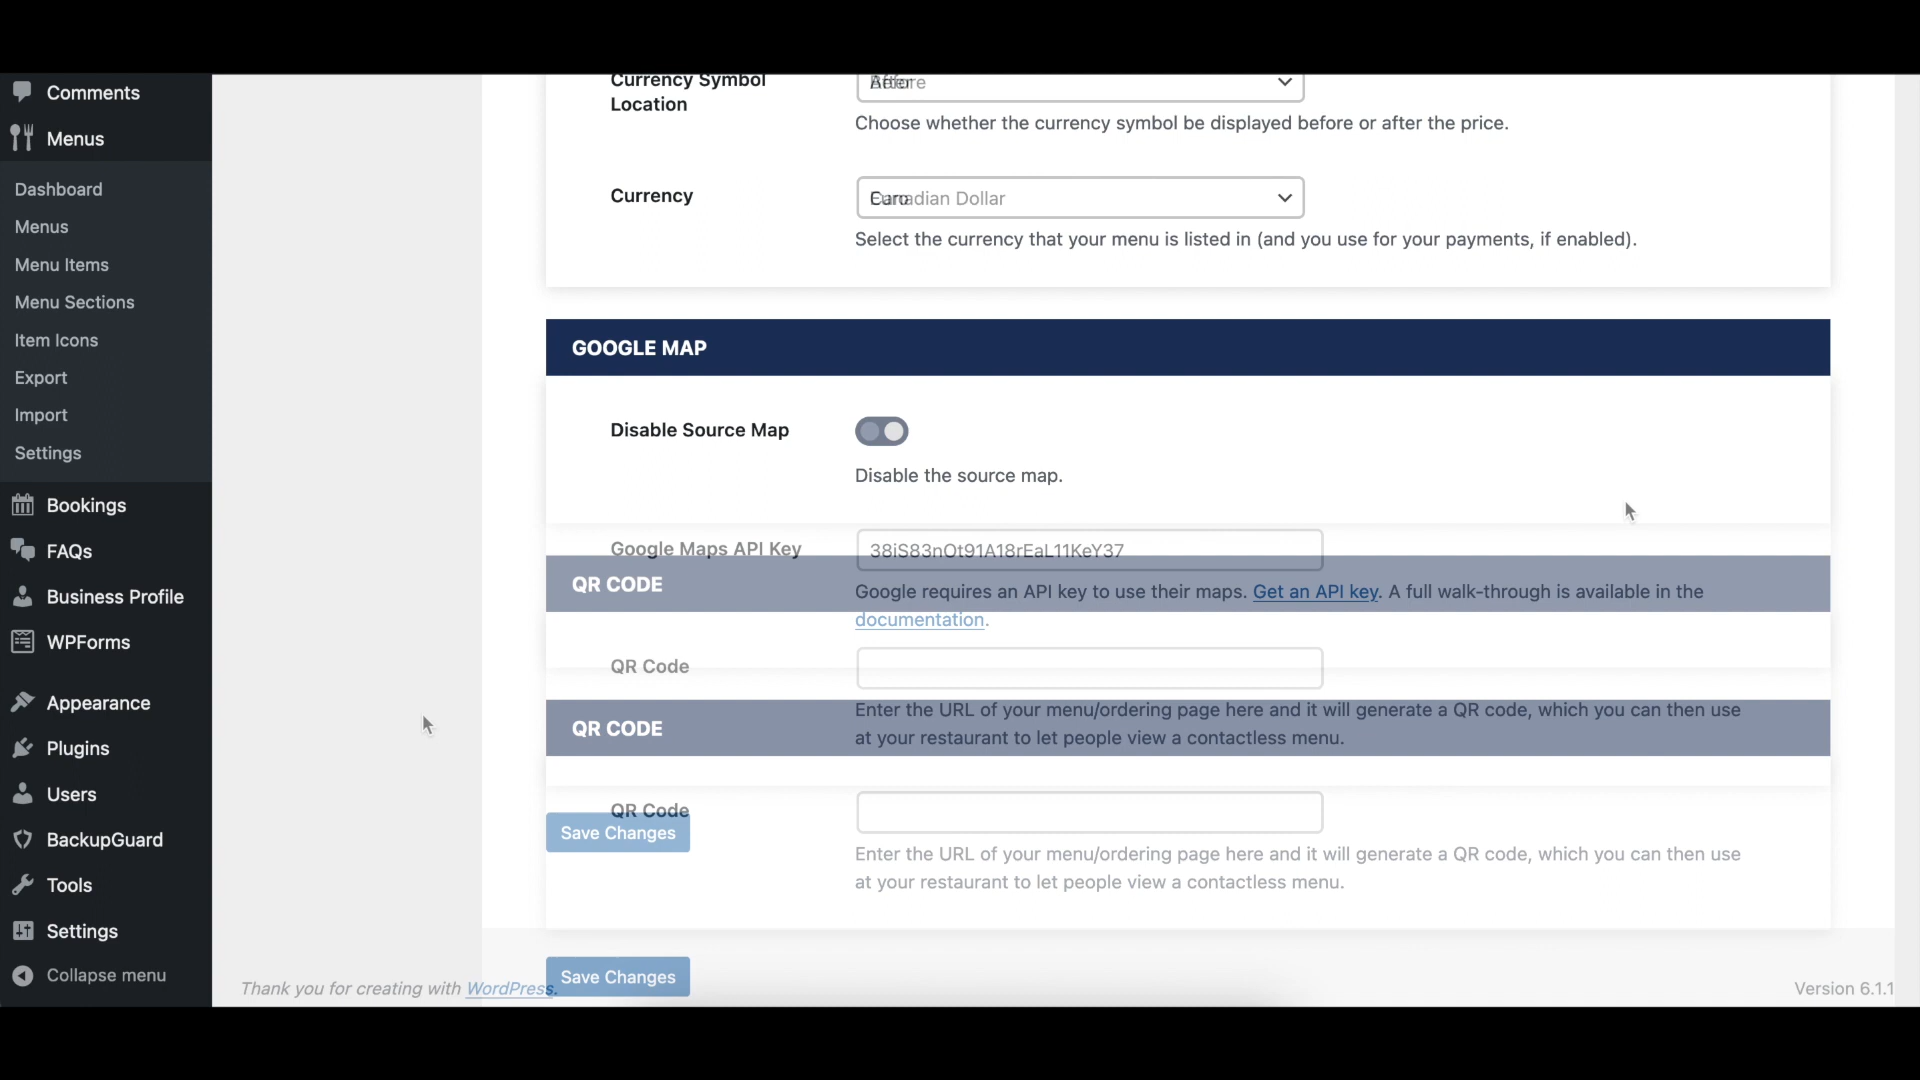 Comments
Menus
Dashboard
Menus
Menu Items
Menu Sections
Item Icons
Export
Import
Settings
Bookings
FAQs
Business Profile
WPForms
Appearance
Plugins
Users
BackupGuard
Tools
Settings
Collapse menu
Currency Symbol
Location
Choose whether the currency symbol be displayed before or after the price.
Currency
Canadian Dollar
Select the currency that your menu is listed in (and you use for your payments, if enabled).
GOOGLE MAP
Disable Source Map
Disable the source map.
Google Maps API Key
38iS83nOt91A18rEaL11KeY37
QR CODE
Google requires an API key to use their maps. Get an API key. A full walk-through is available in the
documentation.
QR Code
QR CODE
Enter the URL of your menu/ordering page here and it will generate a QR code, which you can then use
at your restaurant to let people view a contactless menu.
QR Code
Save Changes
Enter the URL of your menu/ordering page here and it will generate a QR code, which you can then use
at your restaurant to let people view a contactless menu.
Save Changes
Thank you for creating with WordPress.
Version 6.1.1